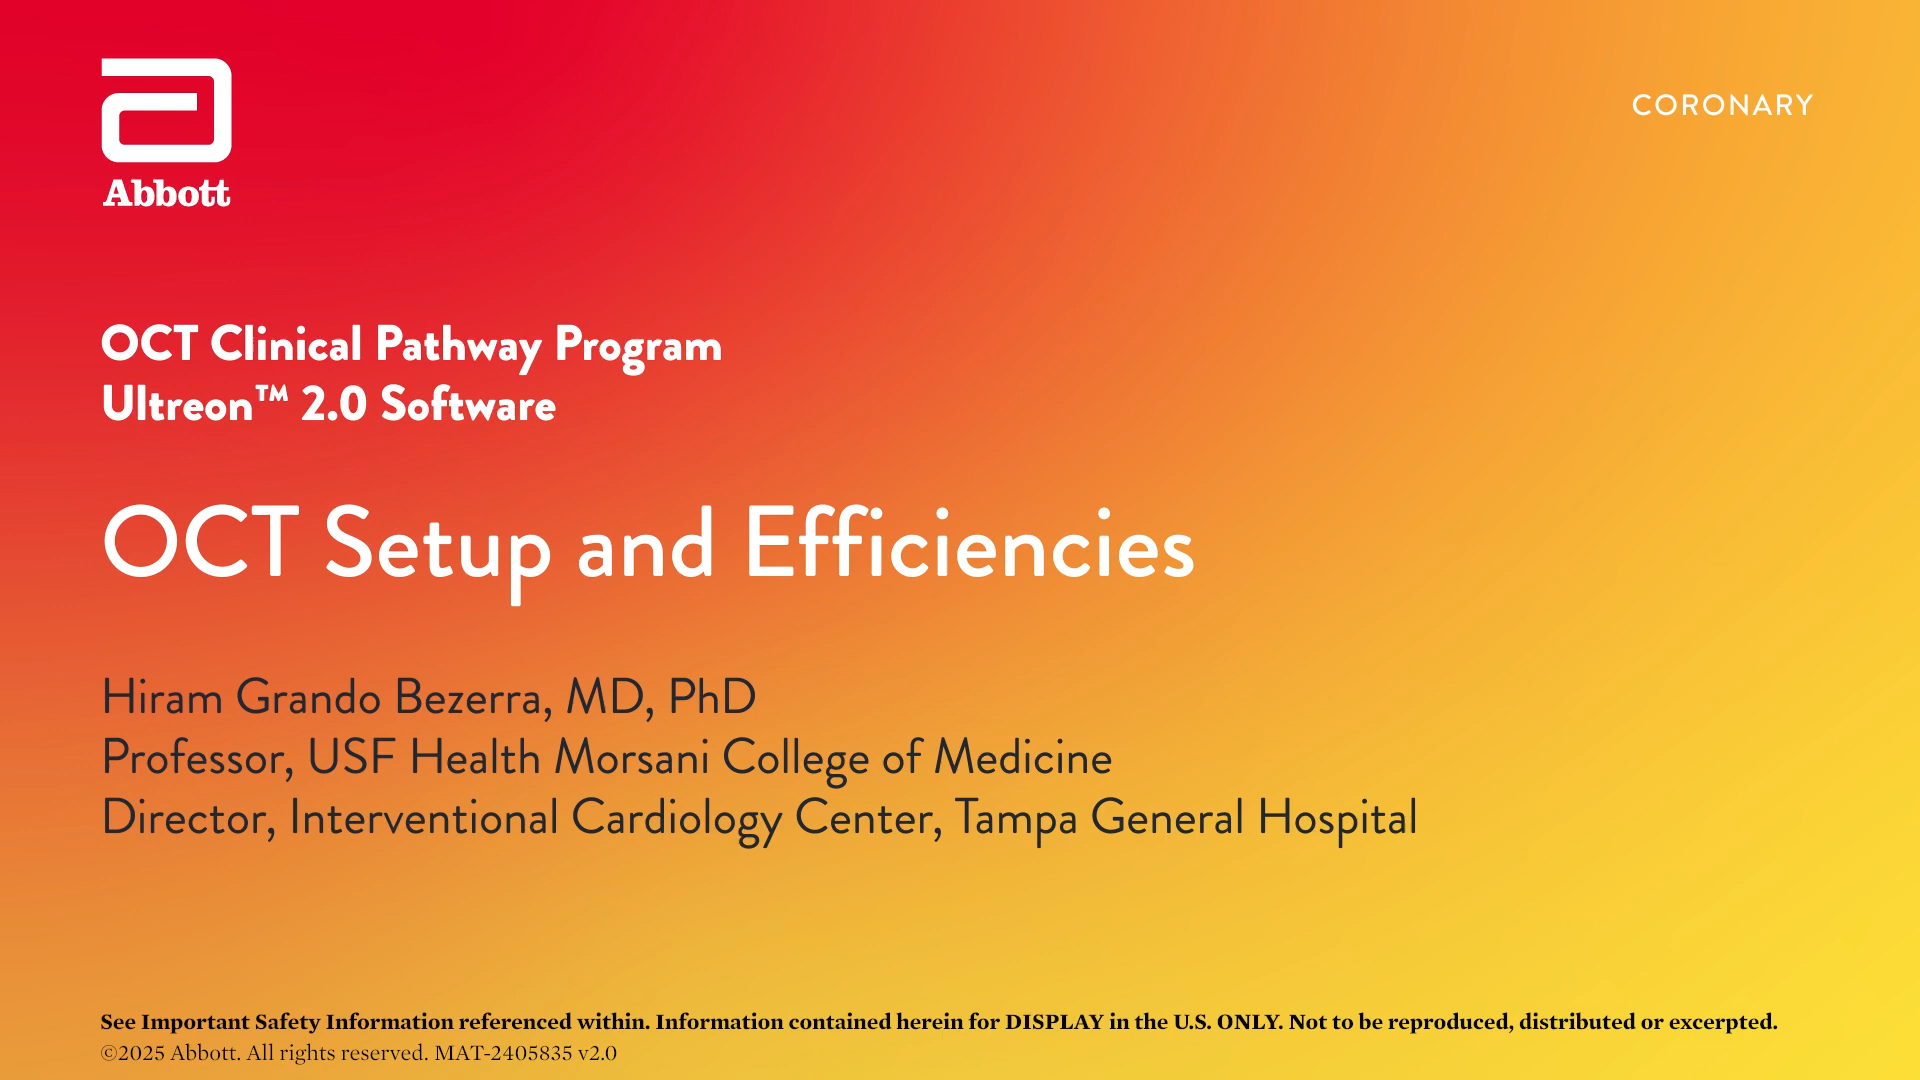 Abbott
CORONARY
OCT Clinical Pathway Program
Ultreon™ 2.0 Software
OCT Setup and Efficiencies
Hiram Grando Bezerra, MD, PhD
Professor, USF Health Morsani College of Medicine
Director, Interventional Cardiology Center, Tampa General Hospital
See Important Safety Information referenced within. Information contained herein for DISPLAY in the U.S. ONLY. Not to be reproduced, distributed or excerpted.
©2025 Abbott. All rights reserved. MAT-2405835 v2.0